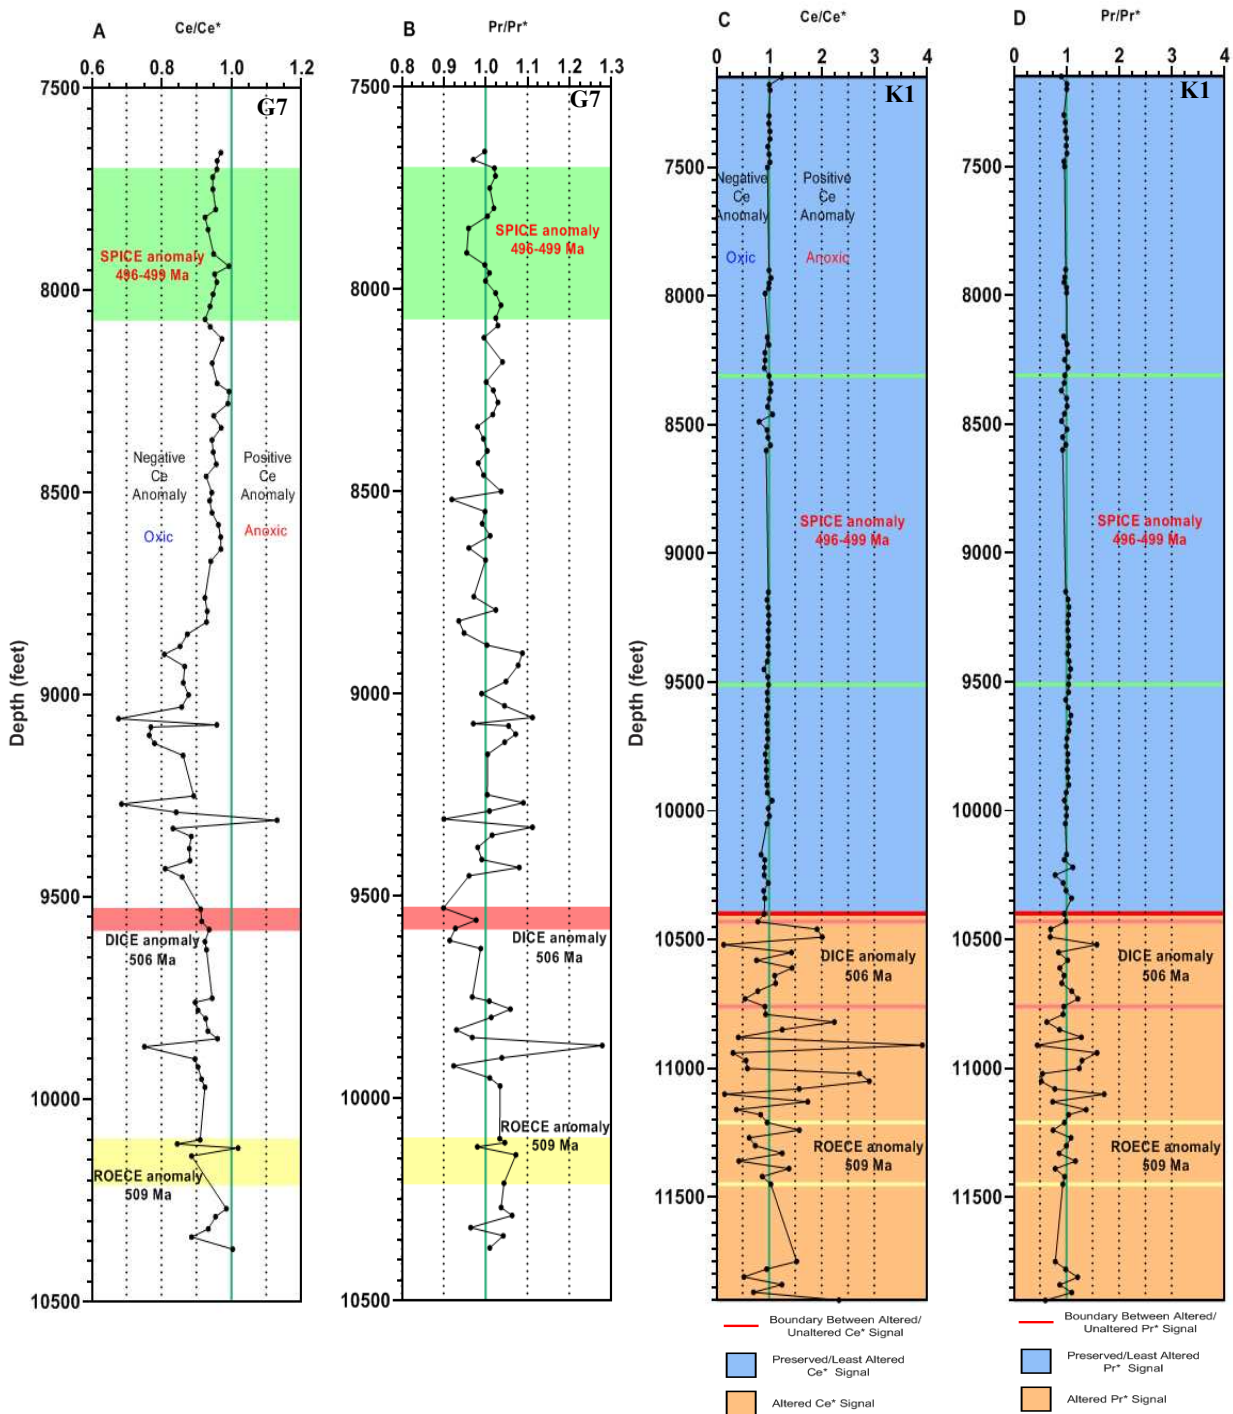 A
Ce/Ce*
0.6 0.8 1.0 1.2
G7
7500
8000
8500
9000
9500
10000
10500
Depth (feet)
SPICE anomaly
496-499 Ma
Negative
Ce
Anomaly
Oxic
Positive
Ce
Anomaly
Anoxic
DICE anomaly
506 Ma
ROECE anomaly
509 Ma
B
Pr/Pr*
0.8 0.9 1.0 1.1 1.2 1.3
G7
7500
8000
8500
9000
9500
10000
10500
SPICE anomaly
496-499 Ma
DICE anomaly
506 Ma
ROECE anomaly
509 Ma
C
Ce/Ce*
0 1 2 3 4
K1
7500
8000
8500
9000
9500
10000
10500
11000
11500
Depth (feet)
Negative
Ce
Anomaly
Oxic
Positive
Ce
Anomaly
Anoxic
SPICE anomaly
496-499 Ma
DICE anomaly
506 Ma
ROECE anomaly
509 Ma
Boundary Between Altered/
Unaltered Ce* Signal
Preserved/Least Altered
Ce* Signal
Altered Ce* Signal
D
Pr/Pr*
0 1 2 3 4
K1
7500
8000
8500
9000
9500
10000
10500
11000
11500
SPICE anomaly
496-499 Ma
DICE anomaly
506 Ma
ROECE anomaly
509 Ma
Boundary Between Altered/
Unaltered Pr* Signal
Preserved/Least Altered
Pr* Signal
Altered Pr* Signal